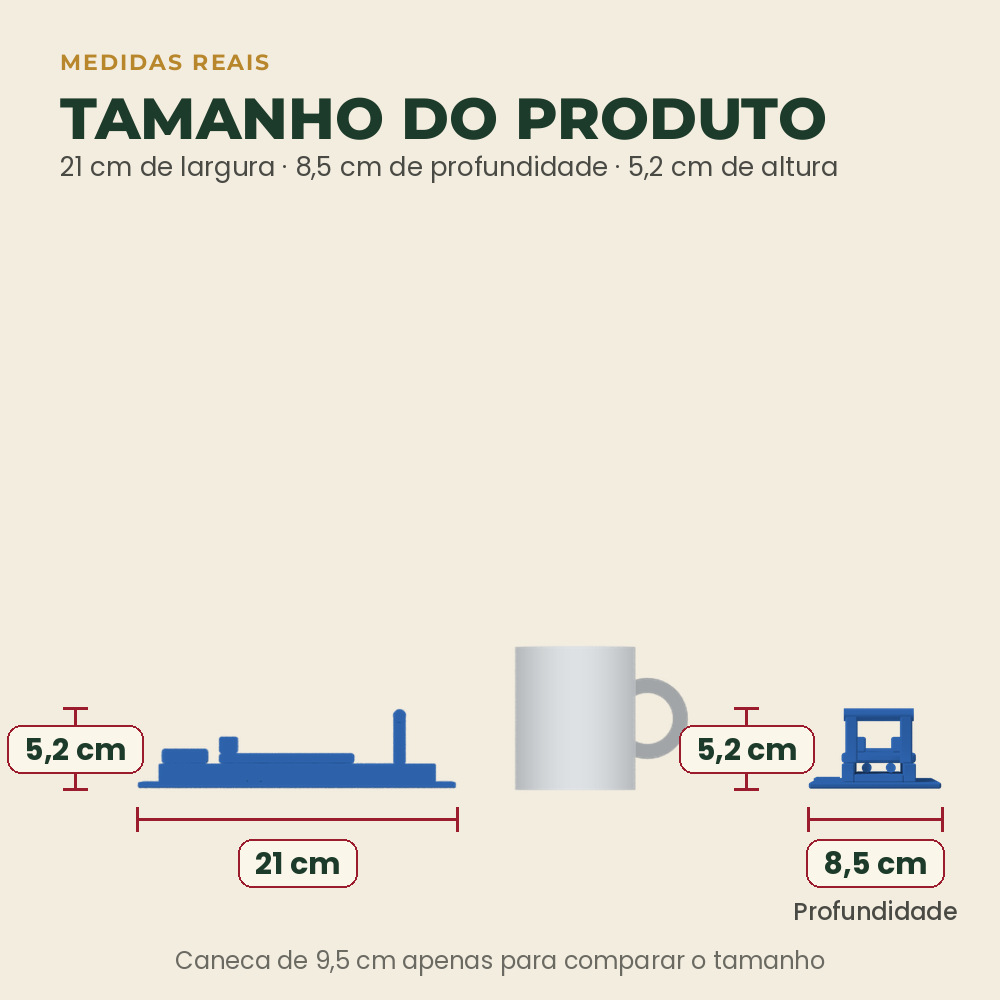 MEDIDAS REAIS
TAMANHO DO PRODUTO
21 cm de largura · 8,5 cm de profundidade · 5,2 cm de altura
5,2 cm
5,2 cm
21 cm
8,5 cm
Profundidade
Caneca de 9,5 cm apenas para comparar o tamanho